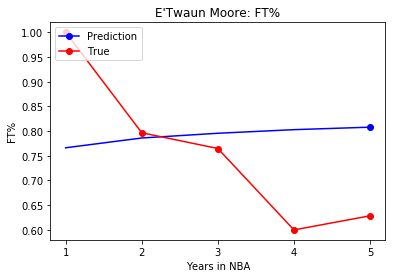 E'Twaun Moore: FT%
Prediction
True
1.00
0.95
0.90
0.85
0.80
0.75
0.70
0.65
0.60
FT%
1 2 3 4 5
Years in NBA